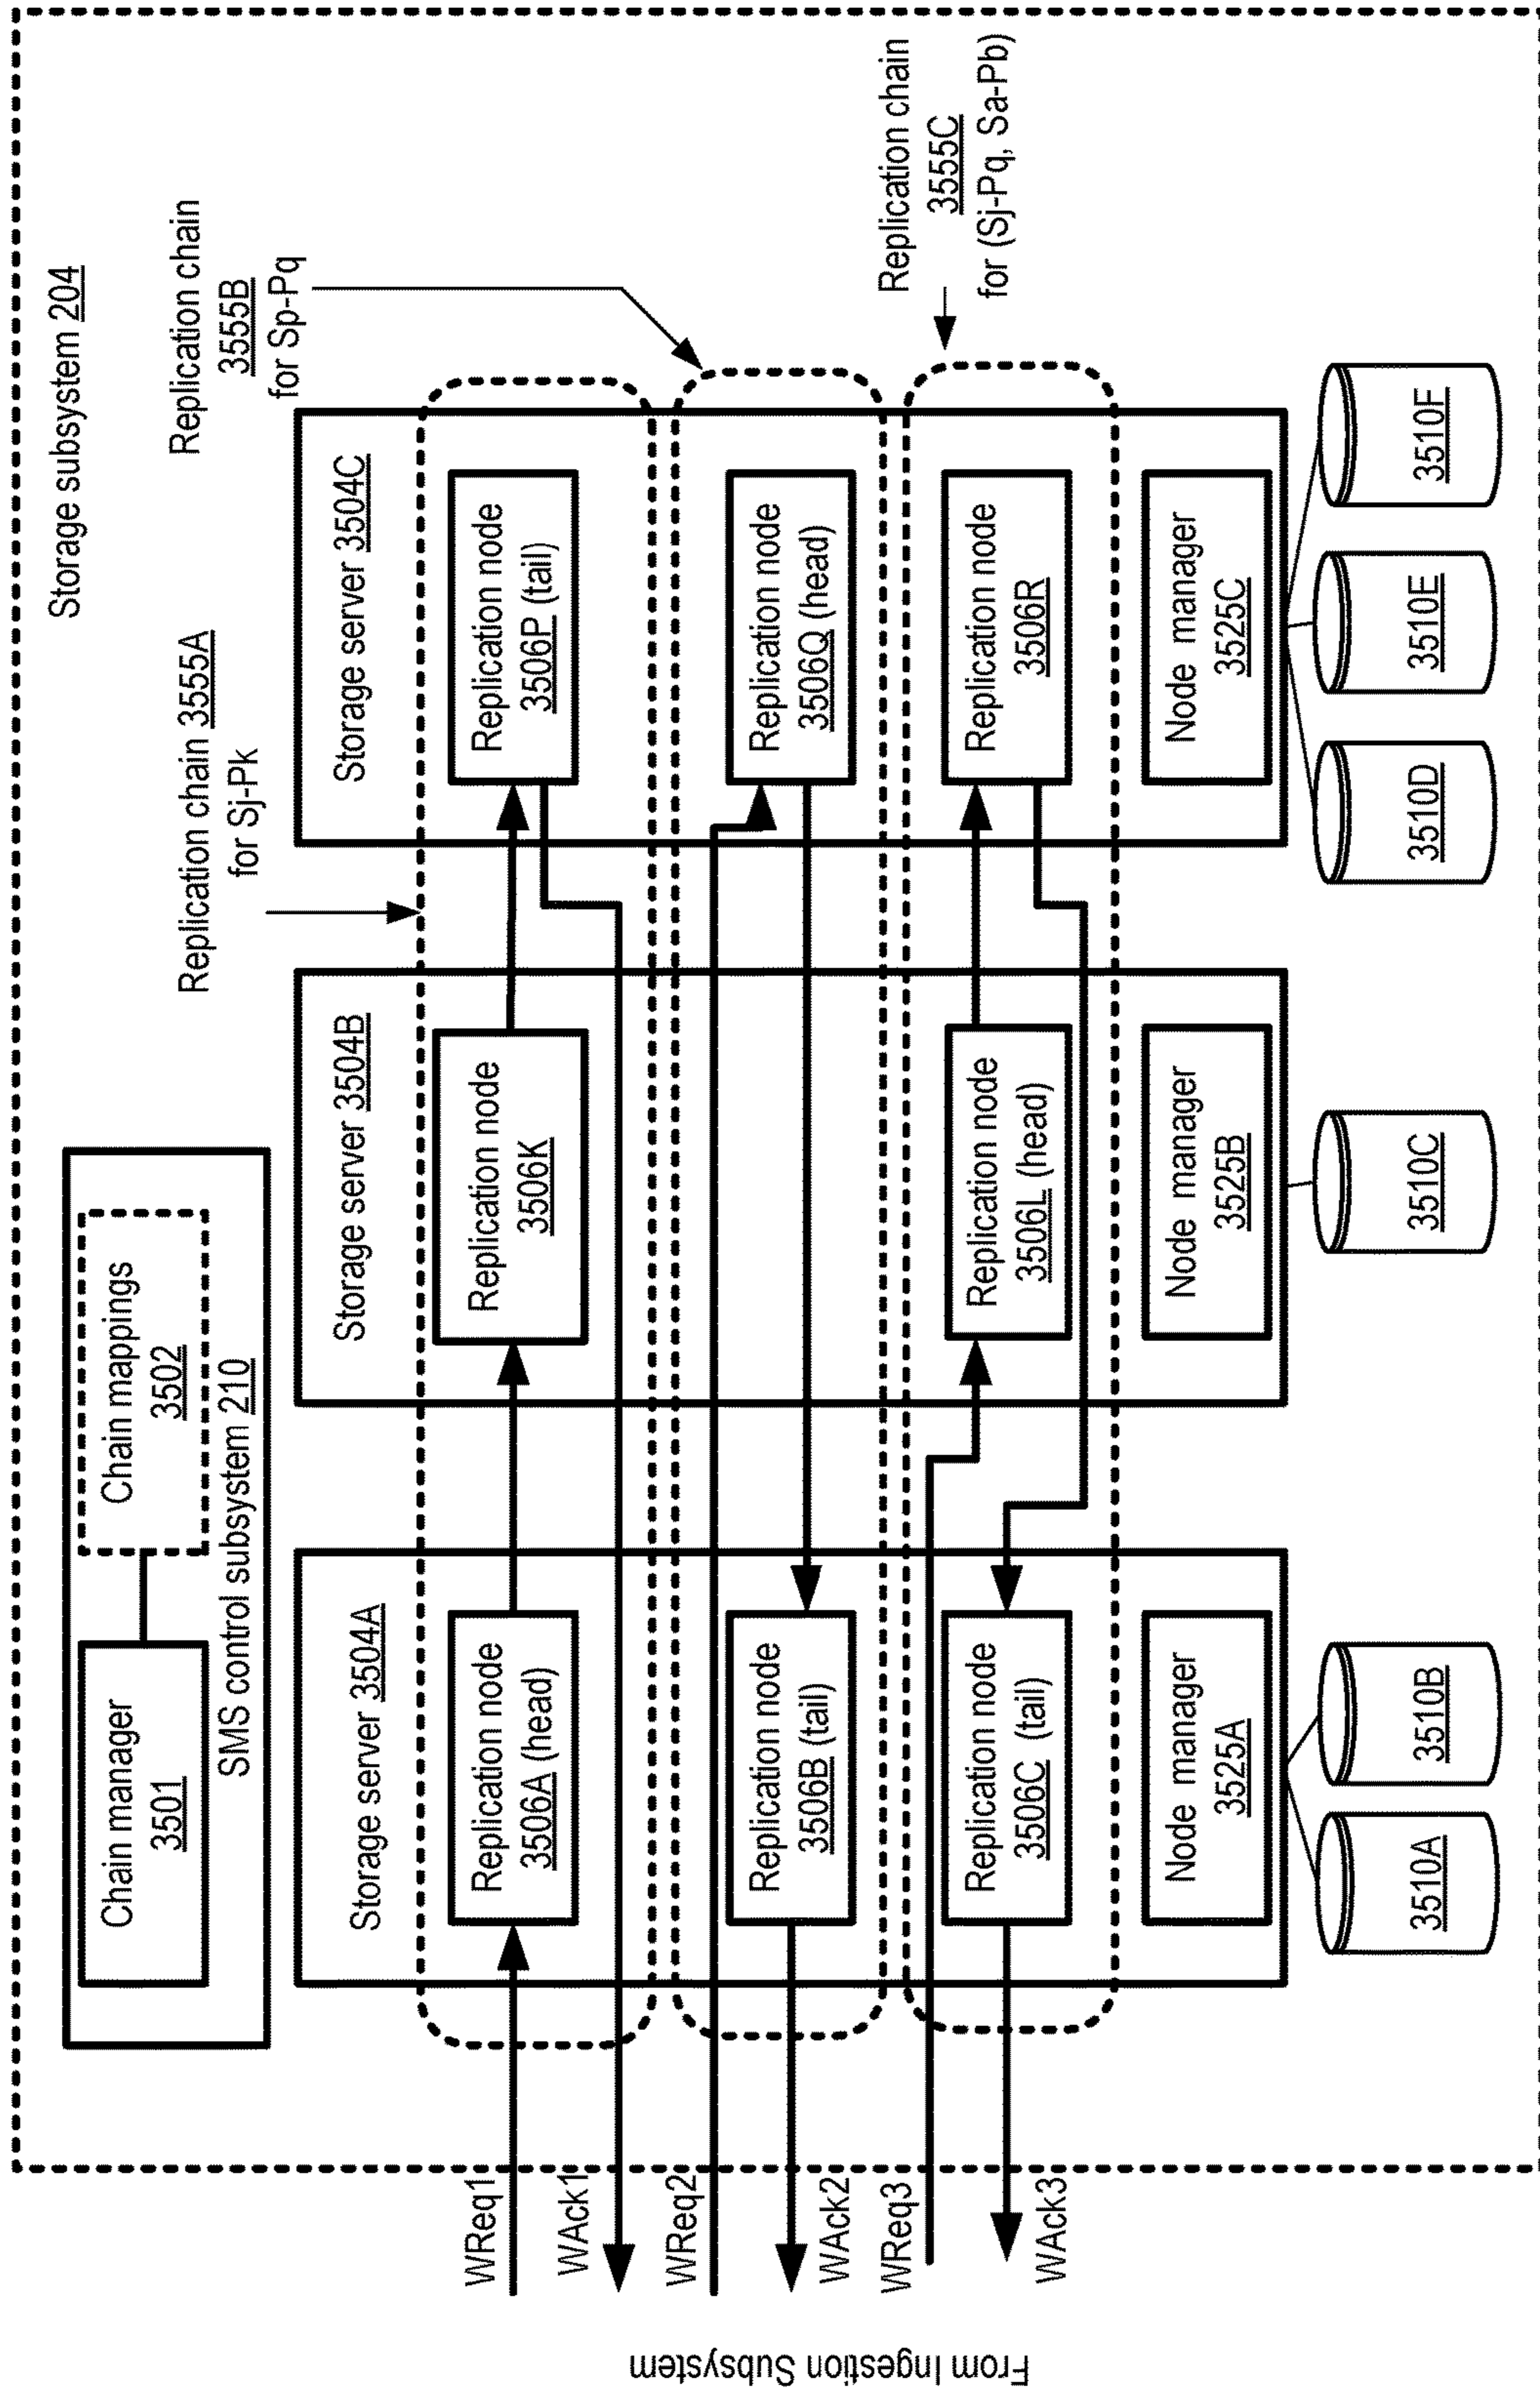 Storage subsystem 204
Chain manager
3501
Chain mappings
3502
SMS control subsystem 210
Replication chain 3555A
for Sj-Pk
Replication chain
3555B
for Sp-Pq
Storage server 3504A
Storage server 3504B
Storage server 3504C
WReq1
Replication node
3506A (head)
Replication node
3506K
Replication node
3506P (tail)
WAck1
WReq2
Replication node
3506B (tail)
Replication node
3506Q (head)
WAck2
Replication chain
3555C
for (Sj-Pq, Sa-Pb)
WReq3
Replication node
3506C (tail)
Replication node
3506L (head)
Replication node
3506R
WAck3
From Ingestion Subsystem
Node manager
3525A
Node manager
3525B
Node manager
3525C
3510A
3510B
3510C
3510D
3510E
3510F